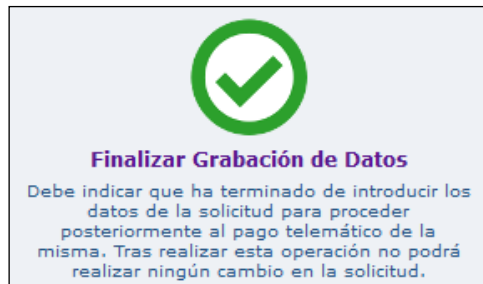 Finalizar Grabación de Datos
Debe indicar que ha terminado de introducir los
datos de la solicitud para proceder
posteriormente al pago telemático de la
misma. Tras realizar esta operación no podrá
realizar ningún cambio en la solicitud.